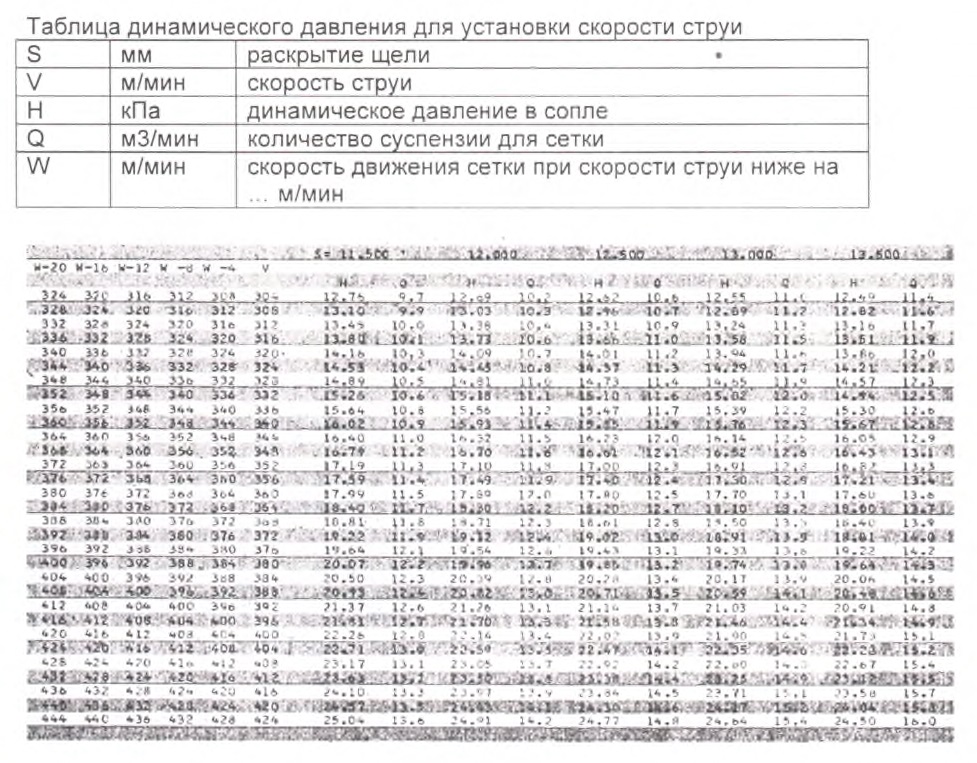 Таблица динамического давления для установки скорости струи
S мм раскрытие щели
V м/мин скорость струи
H кПа динамическое давление в сопле
Q м3/мин количество суспензии для сетки
W м/мин скорость движения сетки при скорости струи ниже на
... м/мин
S= 11.500 12.000 12.500 13.000 13.500
W-20 W-16 W-12 W -8 W -4 V
H Q H Q H Q H Q H Q
324 320 316 312 308 304 12.75 9.7 12.69 10.2 12.62 10.6 12.55 11.1 12.49 11.4
328 324 320 316 312 308 13.10 9.9 13.03 10.3 12.96 10.7 12.89 11.2 12.82 11.6
332 328 324 320 316 312 13.45 10.0 13.38 10.4 13.31 10.9 13.24 11.3 13.16 11.7
336 332 328 324 320 316 13.80 10.1 13.73 10.6 13.66 11.0 13.58 11.5 13.51 11.9
340 336 332 328 324 320 14.16 10.3 14.09 10.7 14.01 11.2 13.94 11.6 13.86 12.0
344 340 336 332 328 324 14.53 10.4 14.45 10.8 14.37 11.3 14.29 11.7 14.21 12.2
348 344 340 336 332 328 14.89 10.5 14.81 11.0 14.73 11.4 14.65 11.9 14.57 12.3
352 348 344 340 336 332 15.26 10.6 15.18 11.1 15.10 11.6 15.02 12.0 14.94 12.5
356 352 348 344 340 336 15.64 10.8 15.56 11.2 15.47 11.7 15.39 12.2 15.30 12.6
360 356 352 348 344 340 16.02 10.9 15.93 11.4 15.85 11.9 15.76 12.3 15.67 12.8
364 360 356 352 348 344 16.40 11.0 16.32 11.5 16.23 12.0 16.14 12.5 16.05 12.9
368 364 360 356 352 348 16.79 11.2 16.70 11.6 16.61 12.1 16.52 12.6 16.43 13.1
372 368 364 360 356 352 17.19 11.3 17.10 11.8 17.00 12.3 16.91 12.8 16.82 13.3
376 372 368 364 360 356 17.59 11.4 17.49 11.9 17.40 12.4 17.30 12.9 17.21 13.4
380 376 372 368 364 360 17.99 11.5 17.89 12.0 17.80 12.5 17.70 13.1 17.60 13.6
384 380 376 372 368 364 18.40 11.7 18.30 12.2 18.20 12.7 18.10 13.2 18.00 13.7
388 384 380 376 372 368 18.81 11.8 18.71 12.3 18.61 12.8 18.50 13.5 18.40 13.9
392 388 384 380 376 372 19.22 11.9 19.12 12.4 19.02 13.0 18.91 13.5 18.81 14.0
396 392 388 384 380 376 19.64 12.1 19.54 12.6 19.43 13.1 19.33 13.6 19.22 14.2
400 396 392 388 384 380 20.07 12.2 19.96 12.7 19.85 13.2 19.74 13.8 19.64 14.3
404 400 396 392 388 384 20.50 12.3 20.39 12.8 20.28 13.4 20.17 13.9 20.06 14.5
408 404 400 396 392 388 20.93 12.4 20.82 13.0 20.71 13.5 20.59 14.1 20.48 14.6
412 408 404 400 396 392 21.37 12.6 21.26 13.1 21.14 13.7 21.03 14.2 20.91 14.8
416 412 408 404 400 396 21.81 12.7 21.70 13.3 21.58 13.8 21.46 14.4 21.34 14.9
420 416 412 408 404 400 22.26 12.8 22.14 13.4 22.02 13.9 21.90 14.5 21.78 15.1
424 420 416 412 408 404 22.71 22.59 13.5 22.47 22.35 14.6 22.23 15.2
428 424 420 416 412 408 23.17 13.1 23.05 13.7 22.92 14.2 22.80 22.67 15.4
432 428 424 420 416 412 23.63 23.50 23.25
436 432 428 424 420 416 24.10 13.3 23.97 13.9 23.84 14.5 23.71 15.1 23.58 15.7
440 436 432 428 424 420 24.57 13.5
444 440 436 432 428 424 25.04 13.6 24.91 14.2 24.77 14.8 24.64 15.4 24.50 16.0